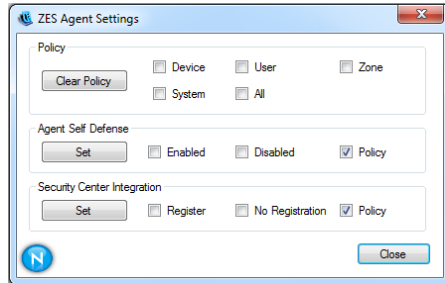 ZES Agent Settings
Policy
Clear Policy Device User Zone
System All
Agent Self Defense
Set Enabled Disabled Policy
Security Center Integration
Set Register No Registration Policy
N Close